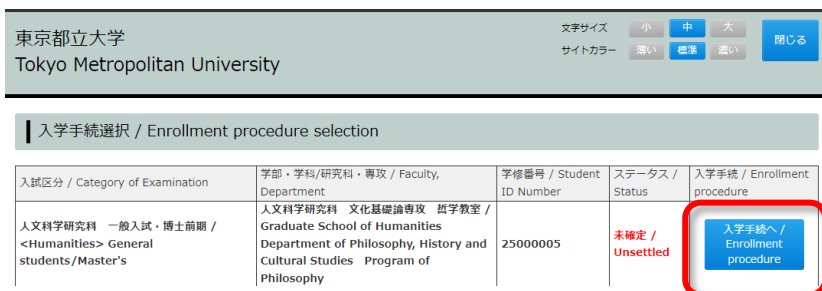 東京都立大学
Tokyo Metropolitan University
文字サイズ 小 中 大
サイトカラー 薄い 標準 濃い
閉じる
入学手続選択 / Enrollment procedure selection
入試区分 / Category of Examination
学部・学科/研究科・専攻 / Faculty,
Department
学修番号 / Student
ID Number
ステータス /
Status
入学手続 / Enrollment
procedure
人文科学研究科　一般入試・博士前期 /
<Humanities> General
students/Master's
人文科学研究科　文化基礎論専攻　哲学教室 /
Graduate School of Humanities
Department of Philosophy, History and
Cultural Studies　Program of
Philosophy
25000005
未確定 /
Unsettled
入学手続へ /
Enrollment
procedure